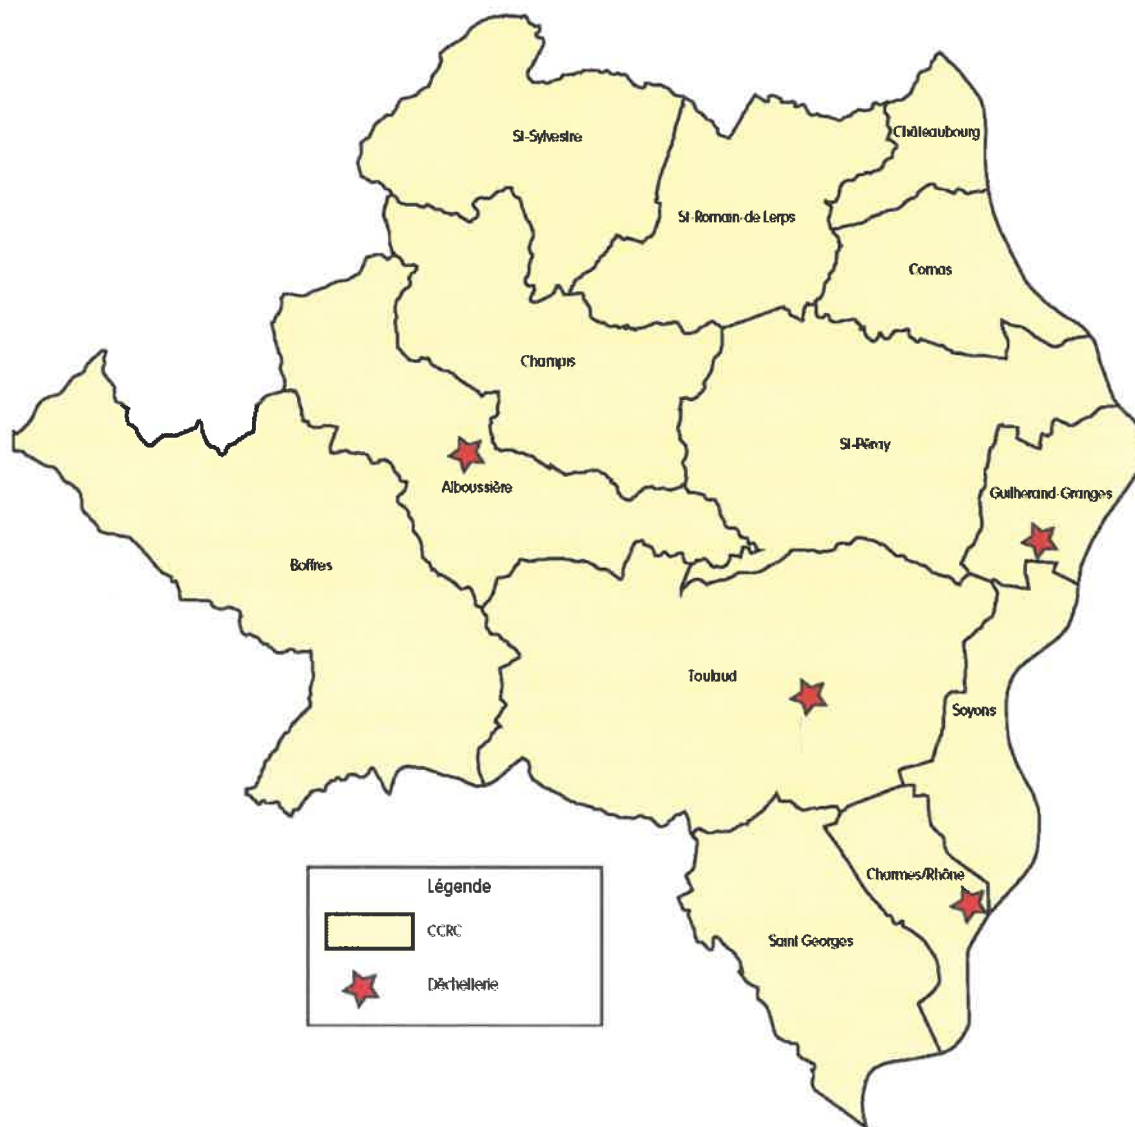 St-Sylvestre
Châteaubourg
St-Romain-de Lerps
Cornas
Champis
St-Péray
Alboussière
Guilherand-Granges
Boffres
Toulaud
Soyons
Charmes/Rhône
Saint Georges
Légende
CCRC
Déchetterie